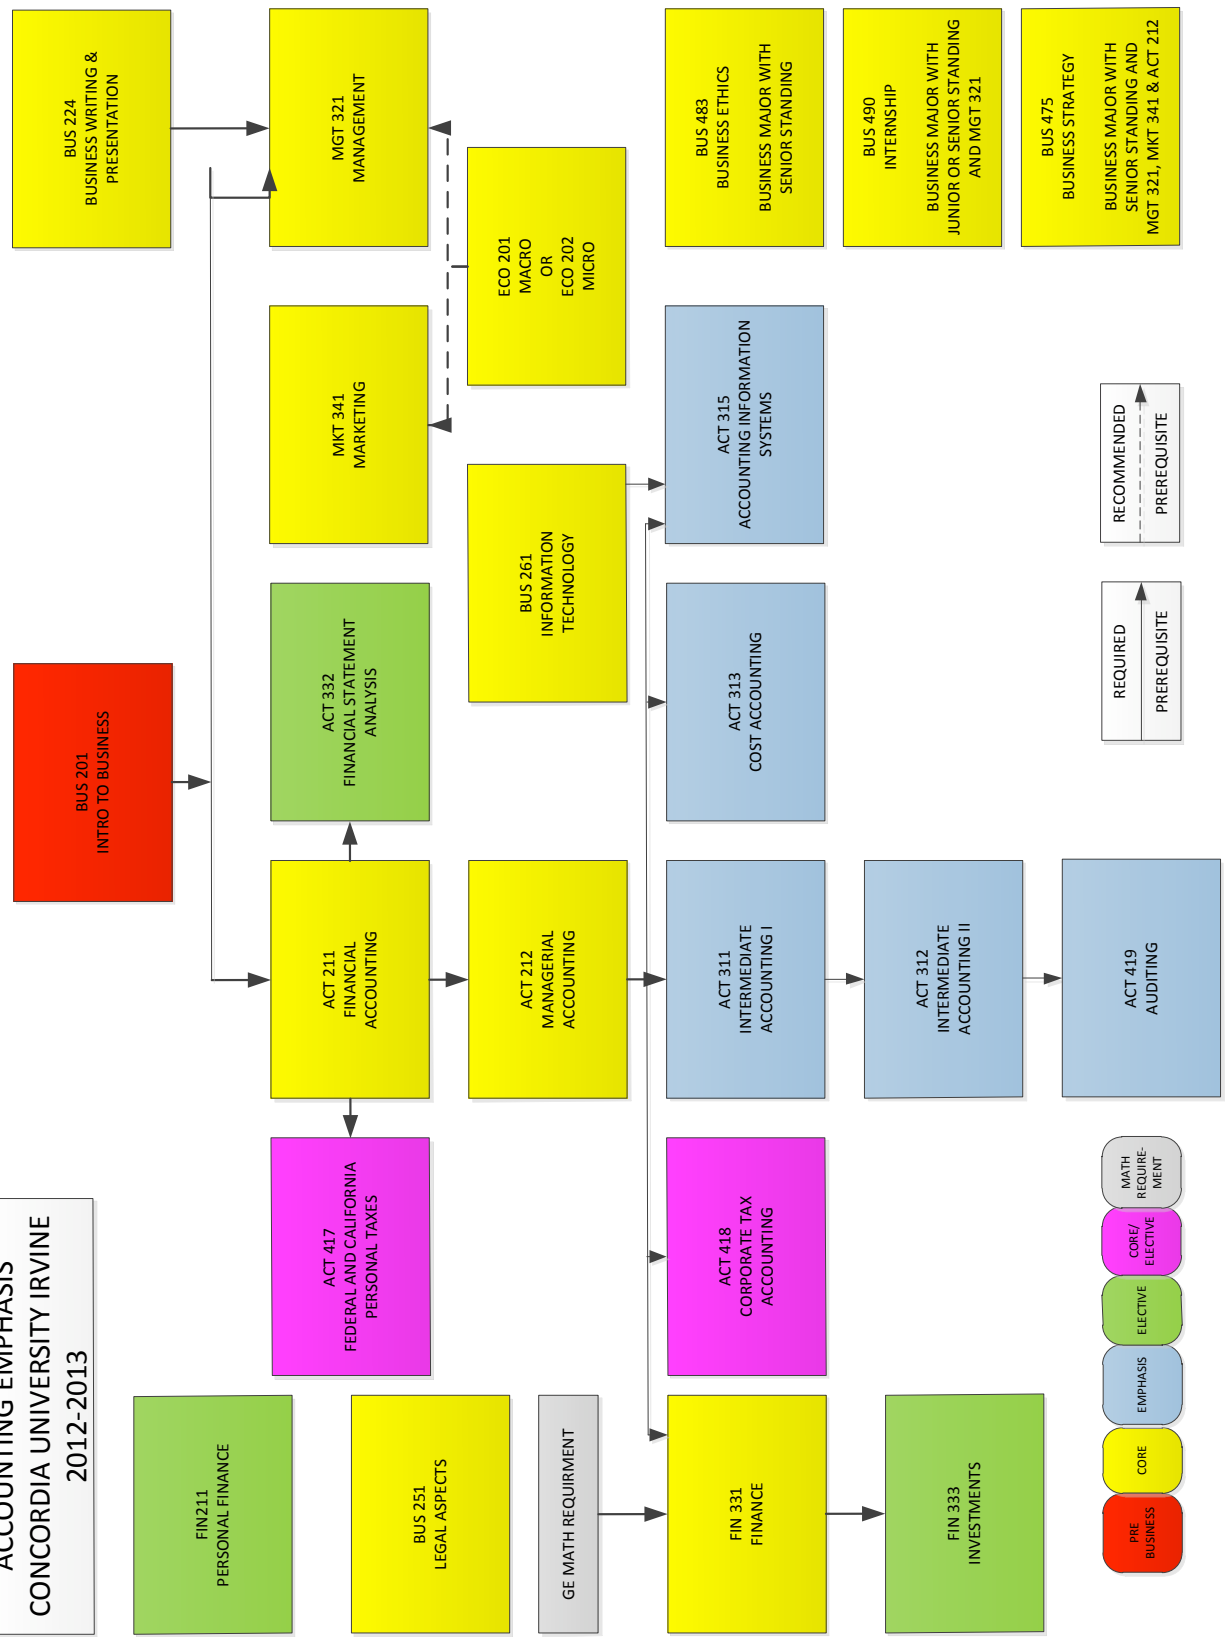 ACCOUNTING EMPHASIS
CONCORDIA UNIVERSITY IRVINE
2012-2013
BUS 201
INTRO TO BUSINESS
BUS 224
BUSINESS WRITING &
PRESENTATION
FIN211
PERSONAL FINANCE
ACT 417
FEDERAL AND CALIFORNIA
PERSONAL TAXES
ACT 211
FINANCIAL
ACCOUNTING
ACT 332
FINANCIAL STATEMENT
ANALYSIS
MKT 341
MARKETING
MGT 321
MANAGEMENT
BUS 251
LEGAL ASPECTS
ACT 212
MANAGERIAL
ACCOUNTING
BUS 261
INFORMATION
TECHNOLOGY
ECO 201
MACRO
OR
ECO 202
MICRO
GE MATH REQUIRMENT
FIN 331
FINANCE
ACT 418
CORPORATE TAX
ACCOUNTING
ACT 311
INTERMEDIATE
ACCOUNTING I
ACT 313
COST ACCOUNTING
ACT 315
ACCOUNTING INFORMATION
SYSTEMS
BUS 483
BUSINESS ETHICS
BUSINESS MAJOR WITH
SENIOR STANDING
FIN 333
INVESTMENTS
ACT 312
INTERMEDIATE
ACCOUNTING II
BUS 490
INTERNSHIP
BUSINESS MAJOR WITH
JUNIOR OR SENIOR STANDING
AND MGT 321
ACT 419
AUDITING
BUS 475
BUSINESS STRATEGY
BUSINESS MAJOR WITH
SENIOR STANDING AND
MGT 321, MKT 341 & ACT 212
PRE
BUSINESS
CORE
EMPHASIS
ELECTIVE
CORE/
ELECTIVE
MATH
REQUIRE-
MENT
REQUIRED
PREREQUISITE
RECOMMENDED
PREREQUISITE